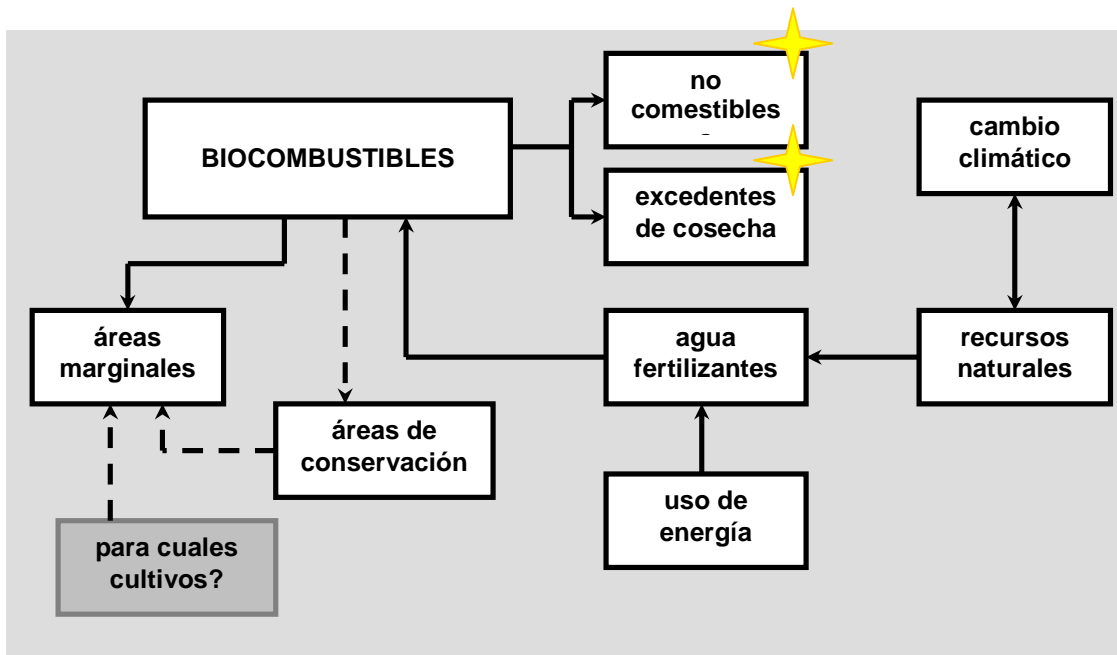 no
comestibles
BIOCOMBUSTIBLES
excedentes
de cosecha
cambio
climático
áreas
marginales
agua
fertilizantes
recursos
naturales
áreas de
conservación
uso de
energía
para cuales
cultivos?